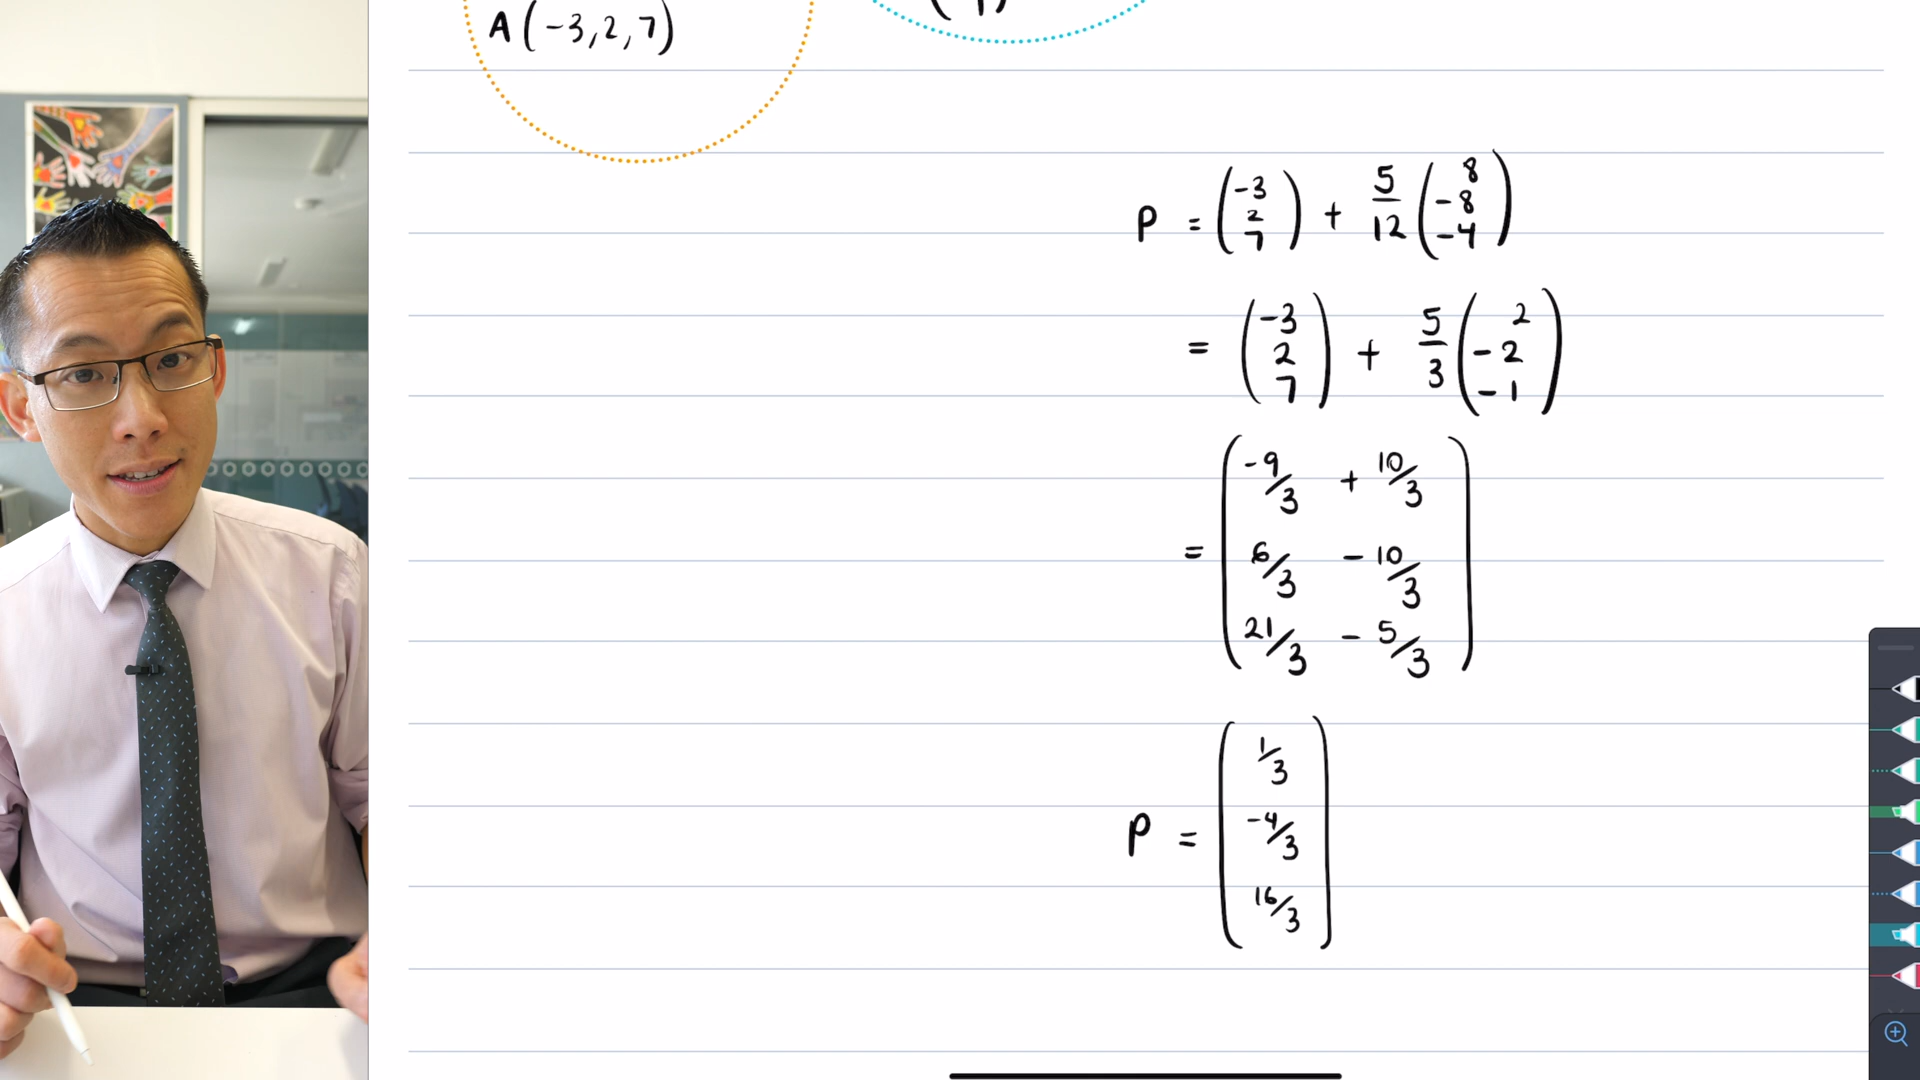 A(-3,2,7)
P = (-3 2 7) + 5/12 (8 -8 -4)
= (-3 2 7) + 5/3 (2 -2 -1)
= (-9/3 + 10/3
6/3 - 10/3
21/3 - 5/3)
P = (1/3
-4/3
16/3)